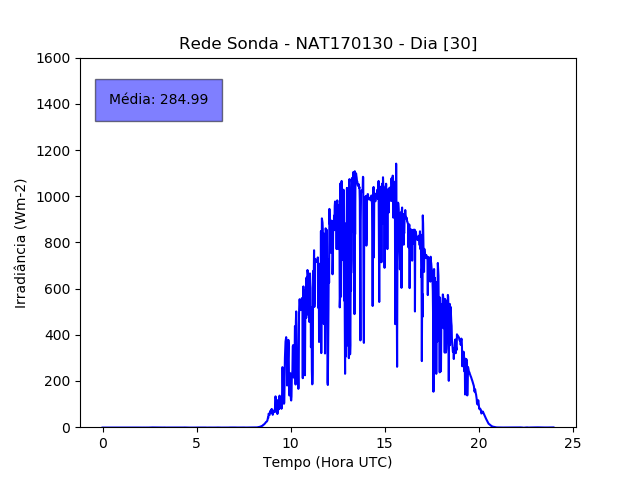 Rede Sonda - NAT170130 - Dia [30]
1600
1400
1200
1000
800
600
400
200
0
Média: 284.99
Irradiância (Wm-2)
0 5 10 15 20 25
Tempo (Hora UTC)